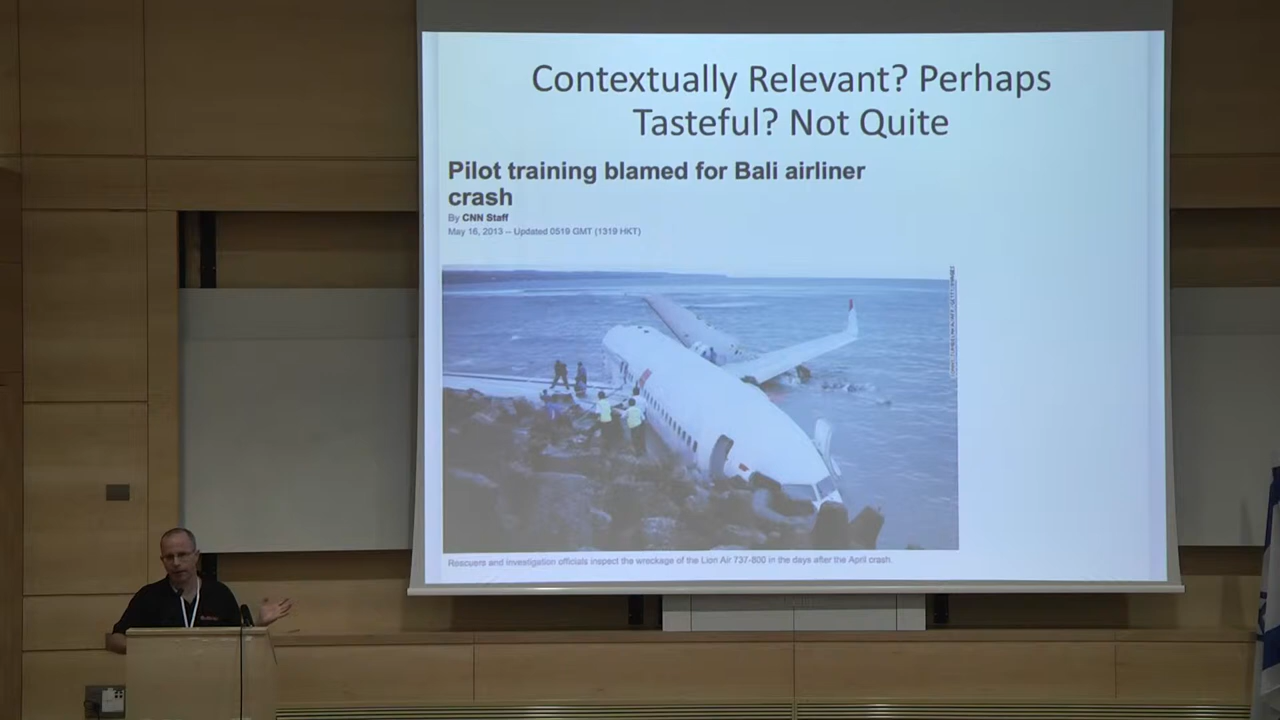 Contextually Relevant? Perhaps
Tasteful? Not Quite
Pilot training blamed for Bali airliner
crash
By CNN Staff
May 16, 2013 -- Updated 0519 GMT (1319 HKT)
Rescuers and investigation officials inspect the wreckage of the Lion Air 737-800 in the days after the April crash.